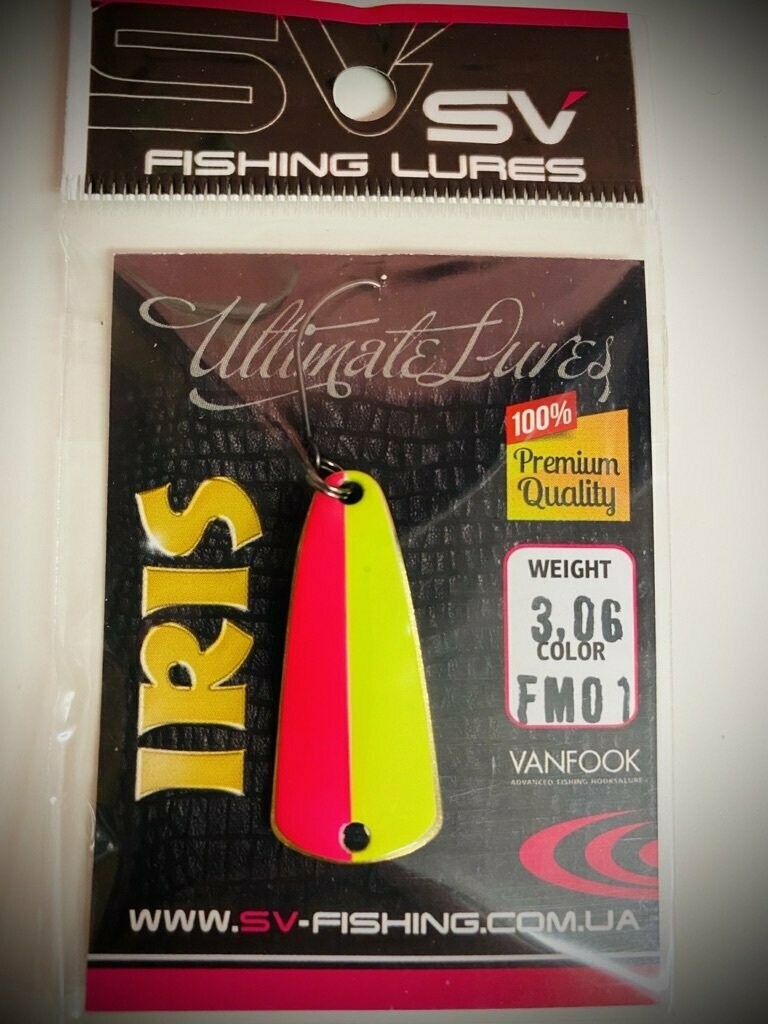 SV
SV
FISHING LURES
Ultimate Lures
100%
Premium
Quality
IRIS
WEIGHT
3,06
COLOR
FM01
VANFOOK
ADVANCED FISHING HOOKS&LURE
WWW.SV-FISHING.COM.UA